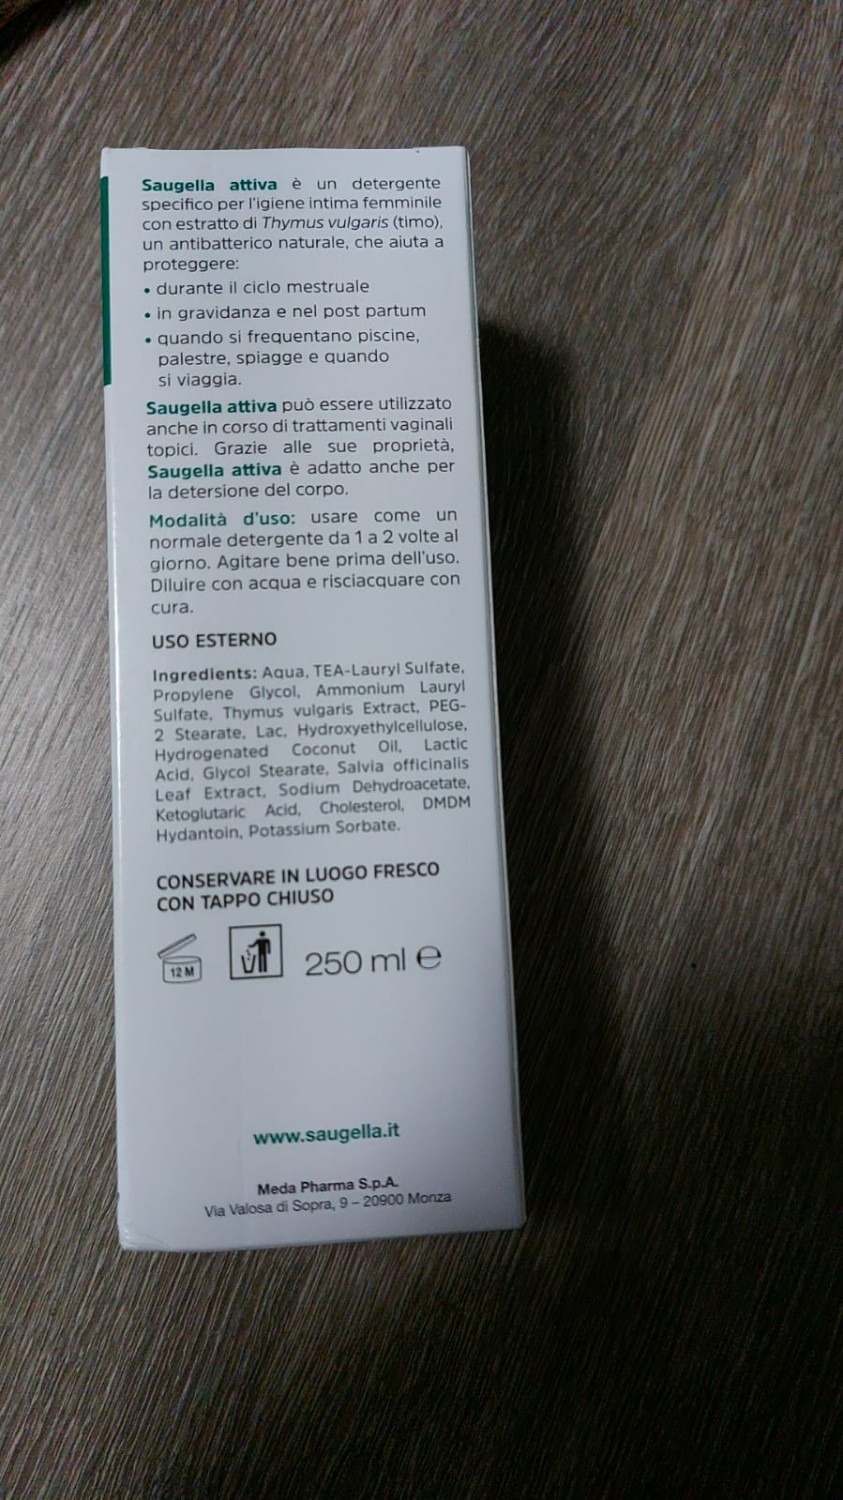 Saugella attiva è un detergente
specifico per l'igiene intima femminile
con estratto di Thymus vulgaris (timo),
un antibatterico naturale, che aiuta a
proteggere:
• durante il ciclo mestruale
• in gravidanza e nel post partum
• quando si frequentano piscine,
palestre, spiagge e quando
si viaggia.
Saugella attiva può essere utilizzato
anche in corso di trattamenti vaginali
topici. Grazie alle sue proprietà,
Saugella attiva è adatto anche per
la detersione del corpo.
Modalità d'uso: usare come un
normale detergente da 1 a 2 volte al
giorno. Agitare bene prima dell'uso.
Diluire con acqua e risciacquare con
cura.
USO ESTERNO
Ingredients: Aqua, TEA-Lauryl Sulfate,
Propylene Glycol, Ammonium Lauryl
Sulfate, Thymus vulgaris Extract, PEG-
2 Stearate, Lac, Hydroxyethylcellulose,
Hydrogenated Coconut Oil, Lactic
Acid, Glycol Stearate, Salvia officinalis
Leaf Extract, Sodium Dehydroacetate,
Ketoglutaric Acid, Cholesterol, DMDM
Hydantoin, Potassium Sorbate.
CONSERVARE IN LUOGO FRESCO
CON TAPPO CHIUSO
12 M 250 ml e
www.saugella.it
Meda Pharma S.p.A.
Via Valosa di Sopra, 9 – 20900 Monza